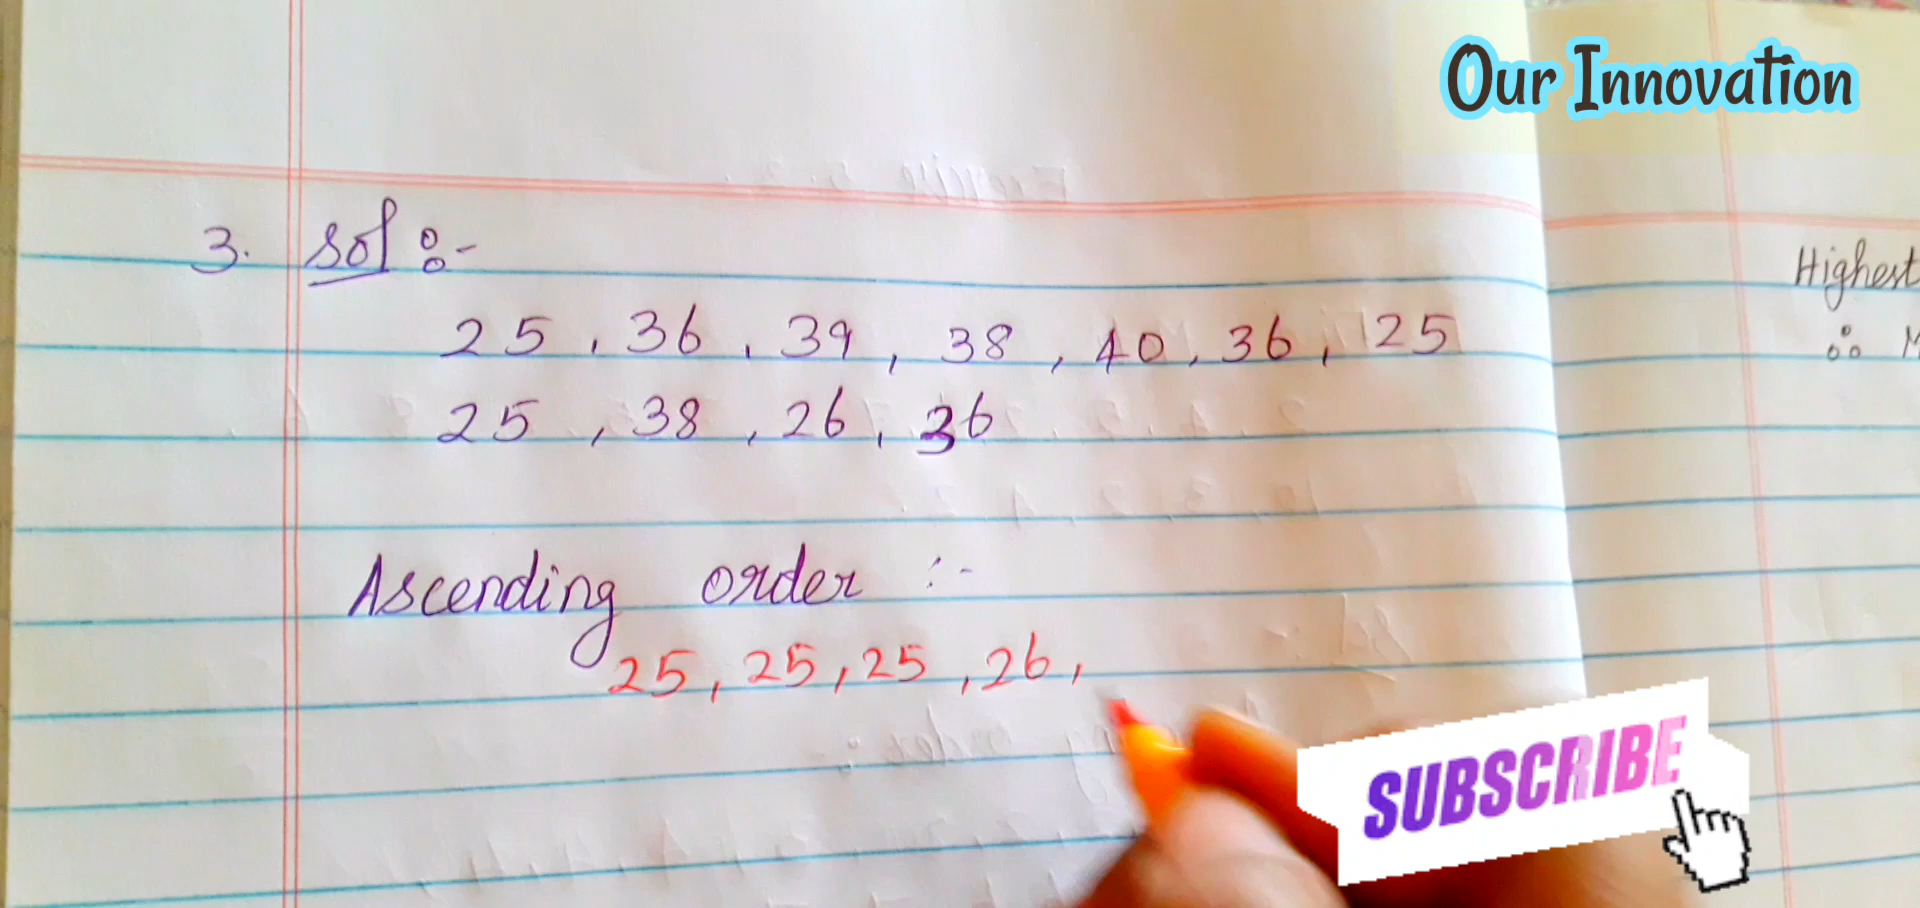 Our Innovation
3. sol :-
25, 36, 39, 38, 40, 36, 25
25, 38, 26, 36
Ascending order :-
25, 25, 25, 26,
Highest
∴ M
SUBSCRIBE